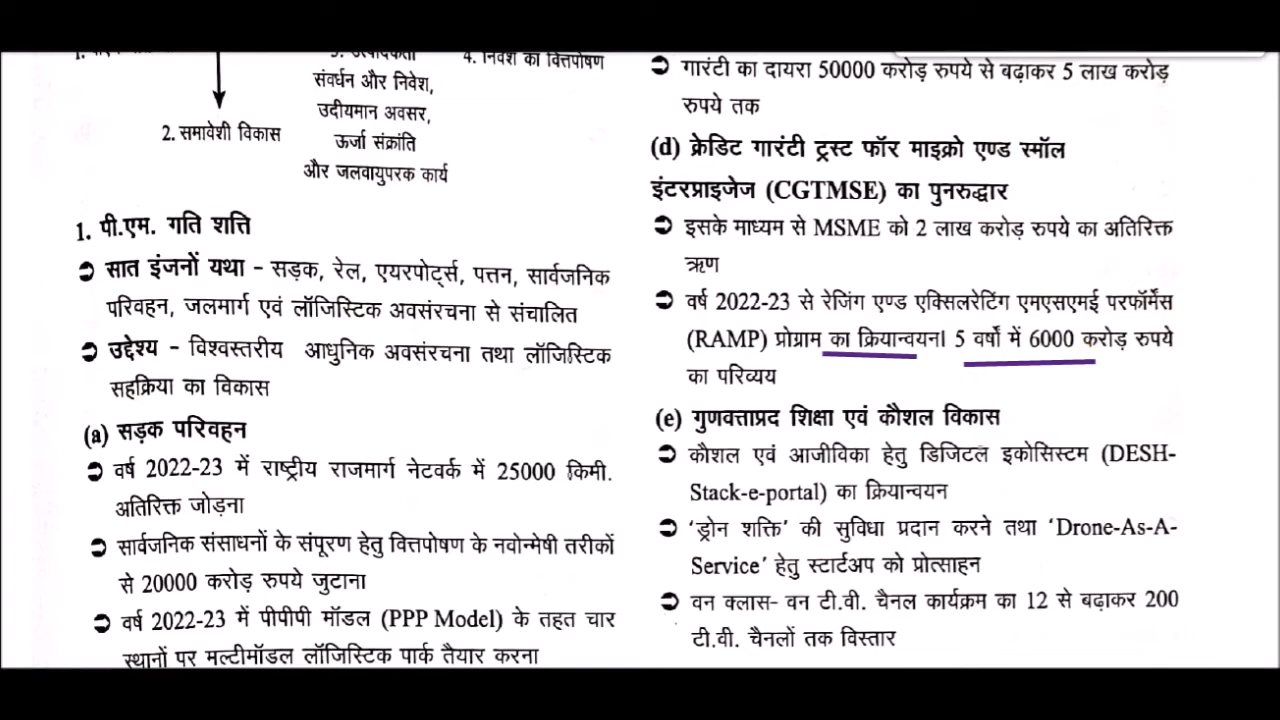 संवर्धन और निवेश,
उदीयमान अवसर,
ऊर्जा संक्रांति
और जलवायुपरक कार्य
4. निवेश का वित्तपोषण
2. समावेशी विकास
1. पी.एम. गति शत्ति
➲ सात इंजनों यथा - सड़क, रेल, एयरपोर्ट्स, पत्तन, सार्वजनिक
परिवहन, जलमार्ग एवं लॉजिस्टिक अवसंरचना से संचालित
➲ उद्देश्य - विश्वस्तरीय आधुनिक अवसंरचना तथा लॉजिस्टिक
सहक्रिया का विकास
(a) सड़क परिवहन
➲ वर्ष 2022-23 में राष्ट्रीय राजमार्ग नेटवर्क में 25000 किमी.
अतिरिक्त जोड़ना
➲ सार्वजनिक संसाधनों के संपूरण हेतु वित्तपोषण के नवोन्मेषी तरीकों
से 20000 करोड़ रुपये जुटाना
➲ वर्ष 2022-23 में पीपीपी मॉडल (PPP Model) के तहत चार
स्थानों पर मल्टीमॉडल लॉजिस्टिक पार्क तैयार करना
➲ गारंटी का दायरा 50000 करोड़ रुपये से बढ़ाकर 5 लाख करोड़
रुपये तक
(d) क्रेडिट गारंटी ट्रस्ट फॉर माइक्रो एण्ड स्मॉल
इंटरप्राइजेज (CGTMSE) का पुनरुद्धार
➲ इसके माध्यम से MSME को 2 लाख करोड़ रुपये का अतिरिक्त
ऋण
➲ वर्ष 2022-23 से रेजिंग एण्ड एक्सिलरेटिंग एमएसएमई परफॉर्मेंस
(RAMP) प्रोग्राम का क्रियान्वयन। 5 वर्षों में 6000 करोड़ रुपये
का परिव्यय
(e) गुणवत्ताप्रद शिक्षा एवं कौशल विकास
➲ कौशल एवं आजीविका हेतु डिजिटल इकोसिस्टम (DESH-
Stack-e-portal) का क्रियान्वयन
➲ 'ड्रोन शक्ति' की सुविधा प्रदान करने तथा 'Drone-As-A-
Service' हेतु स्टार्टअप को प्रोत्साहन
➲ वन क्लास- वन टी.वी. चैनल कार्यक्रम का 12 से बढ़ाकर 200
टी.वी. चैनलों तक विस्तार